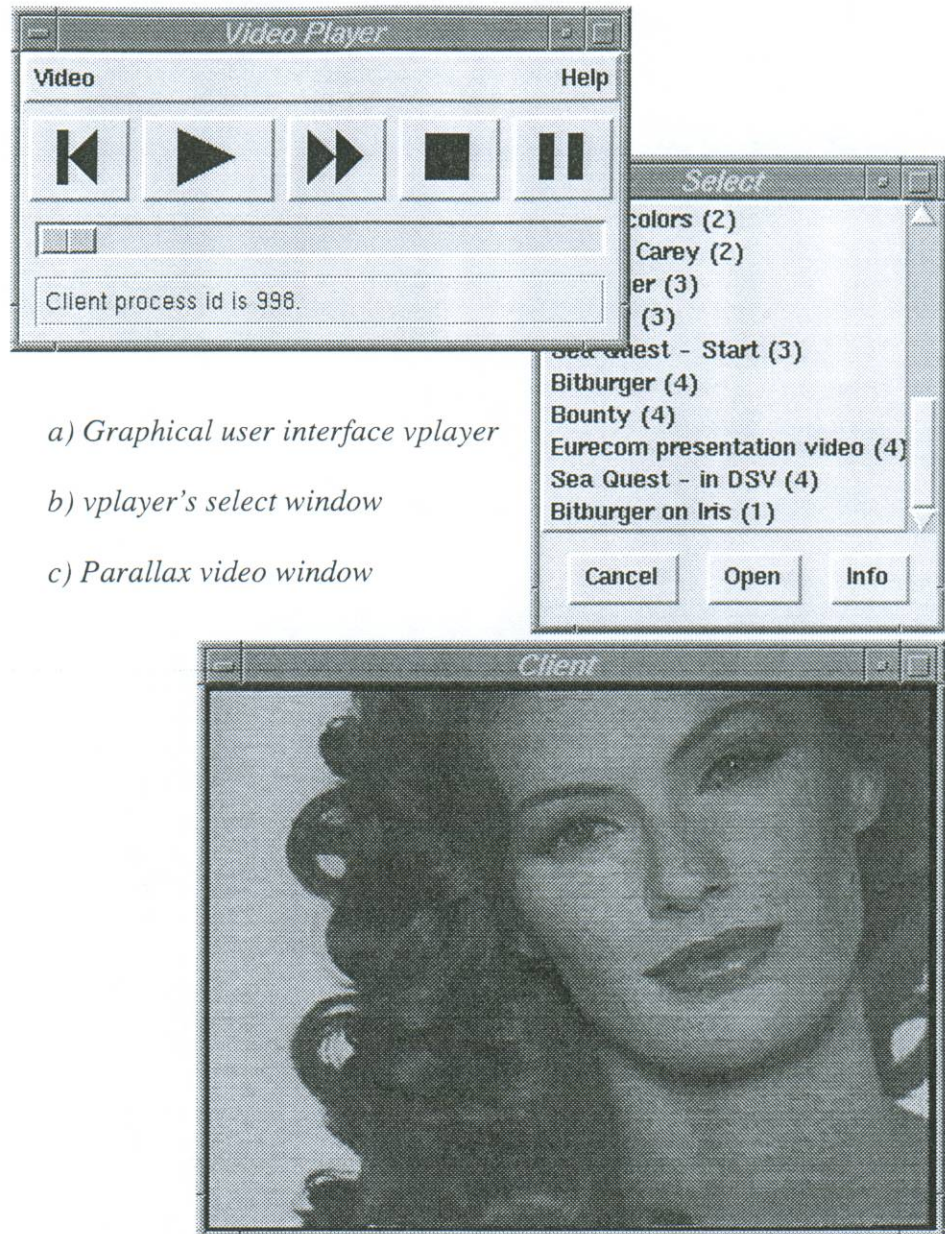 Video Player
Video
Help
Client process id is 998.
Select
colors (2)
Carey (2)
er (3)
(3)
Sea Quest - Start (3)
Bitburger (4)
Bounty (4)
Eurecom presentation video (4)
Sea Quest - in DSV (4)
Bitburger on Iris (1)
Cancel
Open
Info
a) Graphical user interface vplayer
b) vplayer's select window
c) Parallax video window
Client